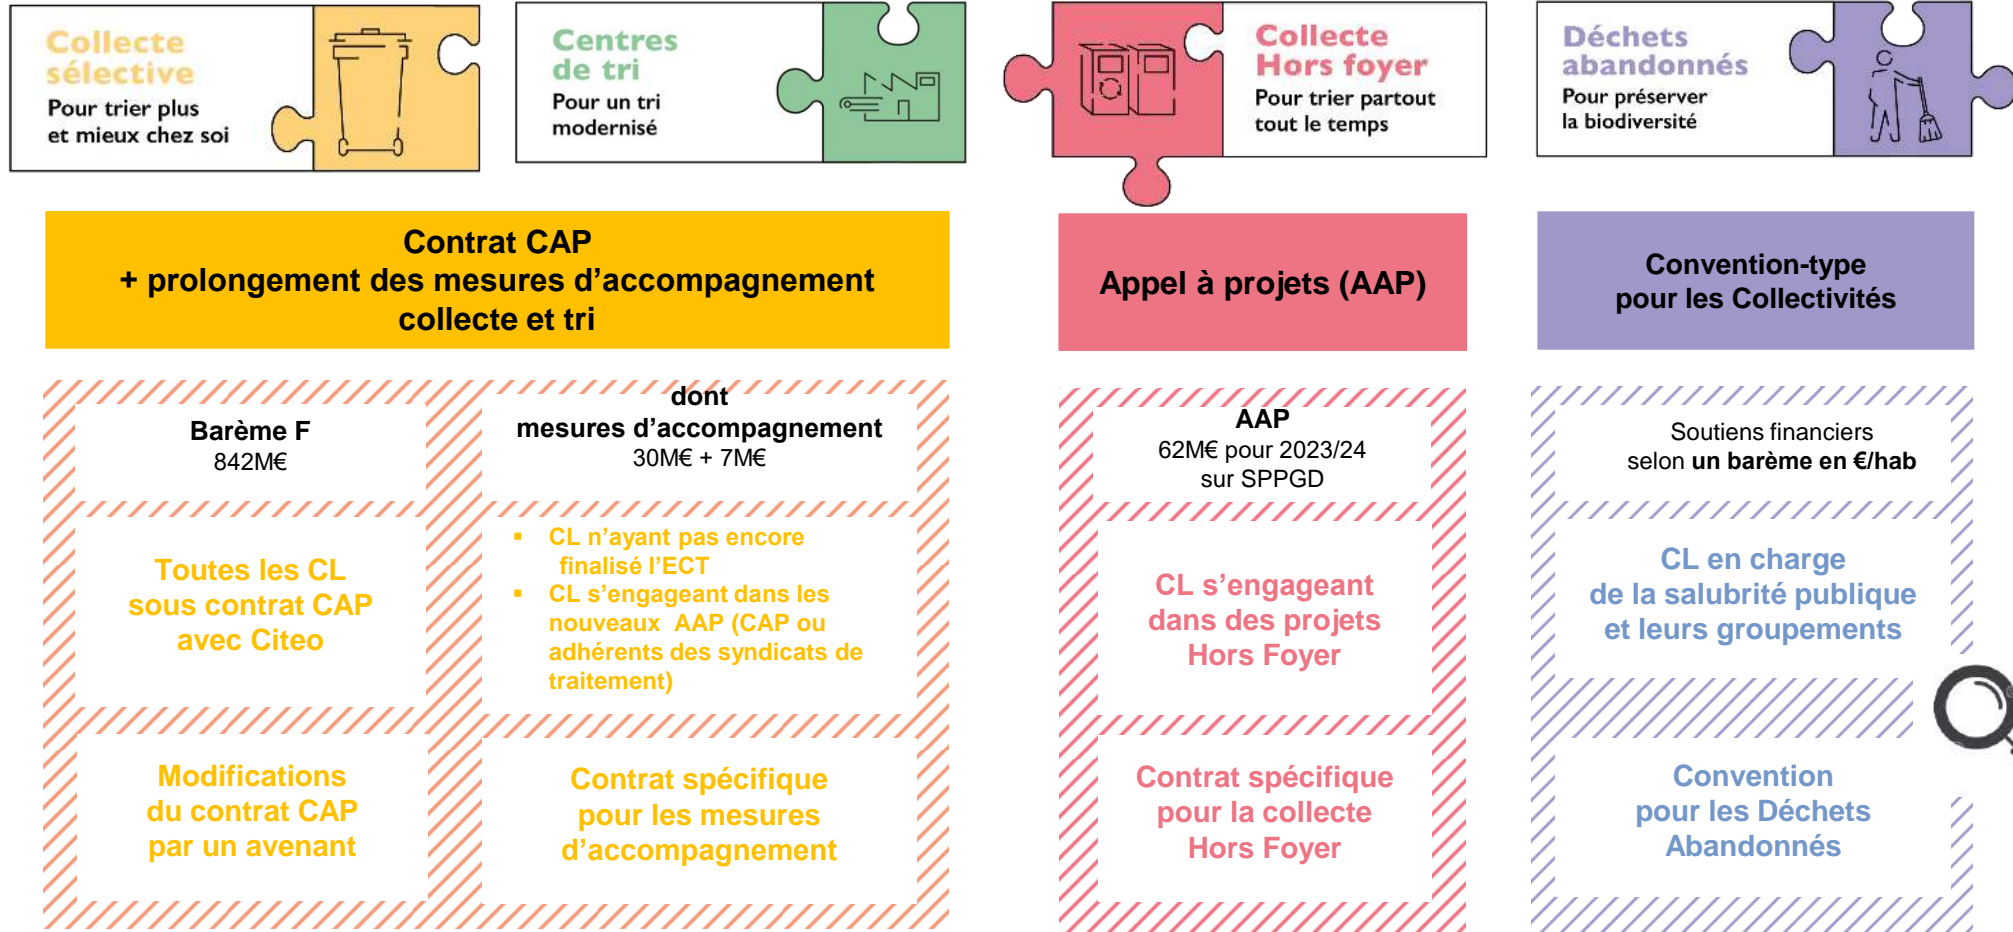 Collecte
sélective
Pour trier plus
et mieux chez soi
Centres
de tri
Pour un tri
modernisé
Collecte
Hors foyer
Pour trier partout
tout le temps
Déchets
abandonnés
Pour préserver
la biodiversité
Contrat CAP
+ prolongement des mesures d’accompagnement
collecte et tri
Appel à projets (AAP)
Convention-type
pour les Collectivités
Barème F
842M€
dont
mesures d’accompagnement
30M€ + 7M€
AAP
62M€ pour 2023/24
sur SPPGD
Soutiens financiers
selon un barème en €/hab
Toutes les CL
sous contrat CAP
avec Citeo
▪ CL n’ayant pas encore
finalisé l’ECT
▪ CL s’engageant dans les
nouveaux AAP (CAP ou
adhérents des syndicats de
traitement)
CL s’engageant
dans des projets
Hors Foyer
CL en charge
de la salubrité publique
et leurs groupements
Modifications
du contrat CAP
par un avenant
Contrat spécifique
pour les mesures
d’accompagnement
Contrat spécifique
pour la collecte
Hors Foyer
Convention
pour les Déchets
Abandonnés